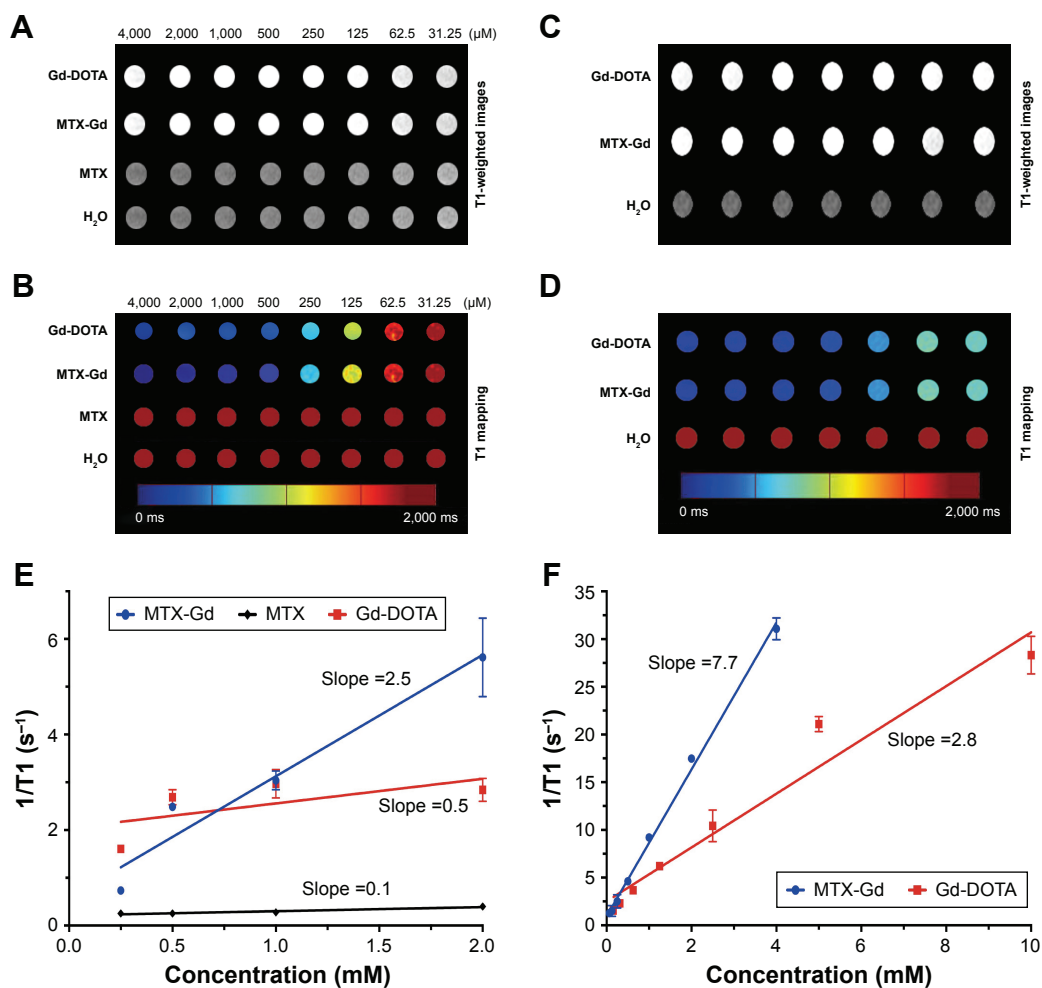 A
4,000 2,000 1,000 500 250 125 62.5 31.25 (μM)
Gd-DOTA
MTX-Gd
MTX
H₂O
T1-weighted images
C
Gd-DOTA
MTX-Gd
H₂O
T1-weighted images
B
4,000 2,000 1,000 500 250 125 62.5 31.25 (μM)
Gd-DOTA
MTX-Gd
MTX
H₂O
0 ms 2,000 ms
T1 mapping
D
Gd-DOTA
MTX-Gd
H₂O
0 ms 2,000 ms
T1 mapping
E
MTX-Gd MTX Gd-DOTA
6
4
2
0
1/T1 (s⁻¹)
Slope =2.5
Slope =0.5
Slope =0.1
0.0 0.5 1.0 1.5 2.0
Concentration (mM)
F
35
30
25
20
15
10
5
0
1/T1 (s⁻¹)
Slope =7.7
Slope =2.8
MTX-Gd Gd-DOTA
0 2 4 6 8 10
Concentration (mM)